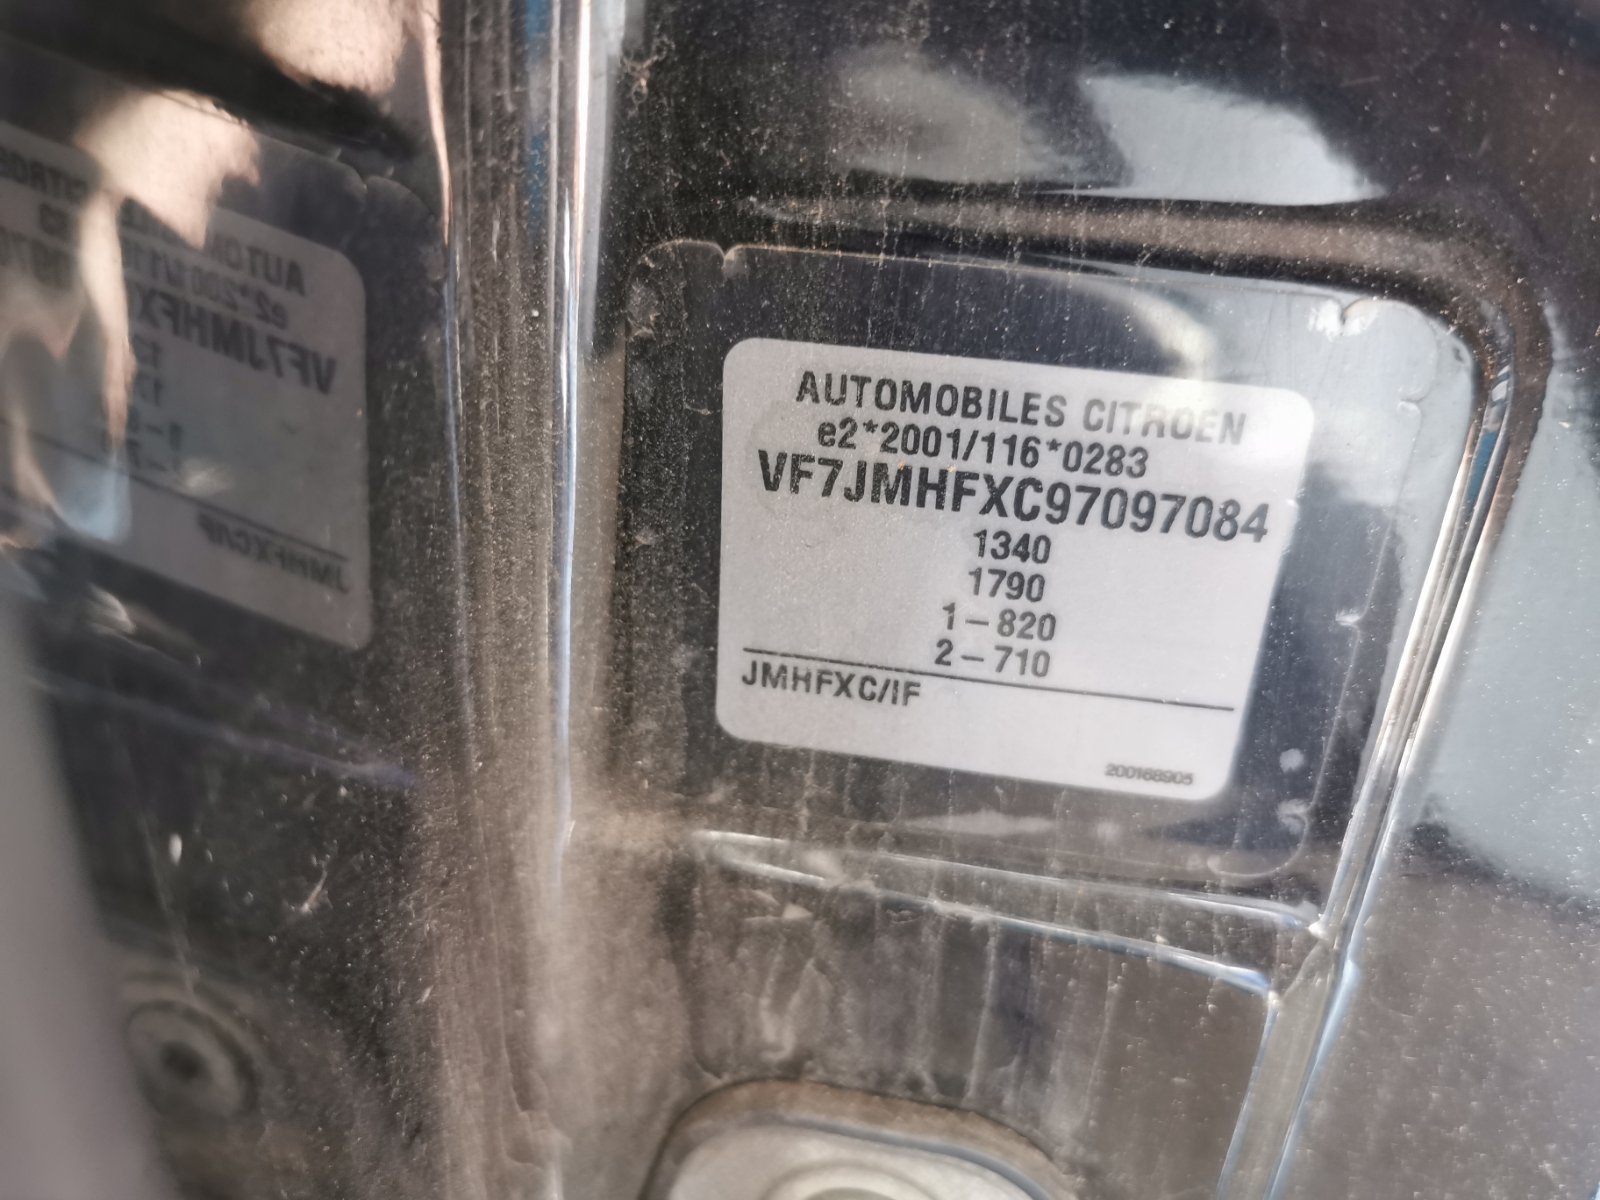 AUTOMOBILES CITROEN
e2*2001/116*0283
VF7JMHFXC97097084
1340
1790
1-820
2-710
JMHFXC/IF
200168905